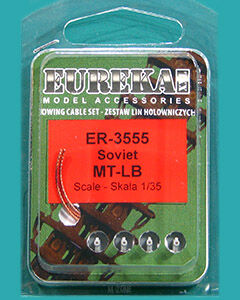 EUREKA!
MODEL ACCESSORIES
TOWING CABLE SET - ZESTAW LIN HOLOWNICZYCH
ER-3555
Soviet
MT-LB
Scale - Skala 1/35